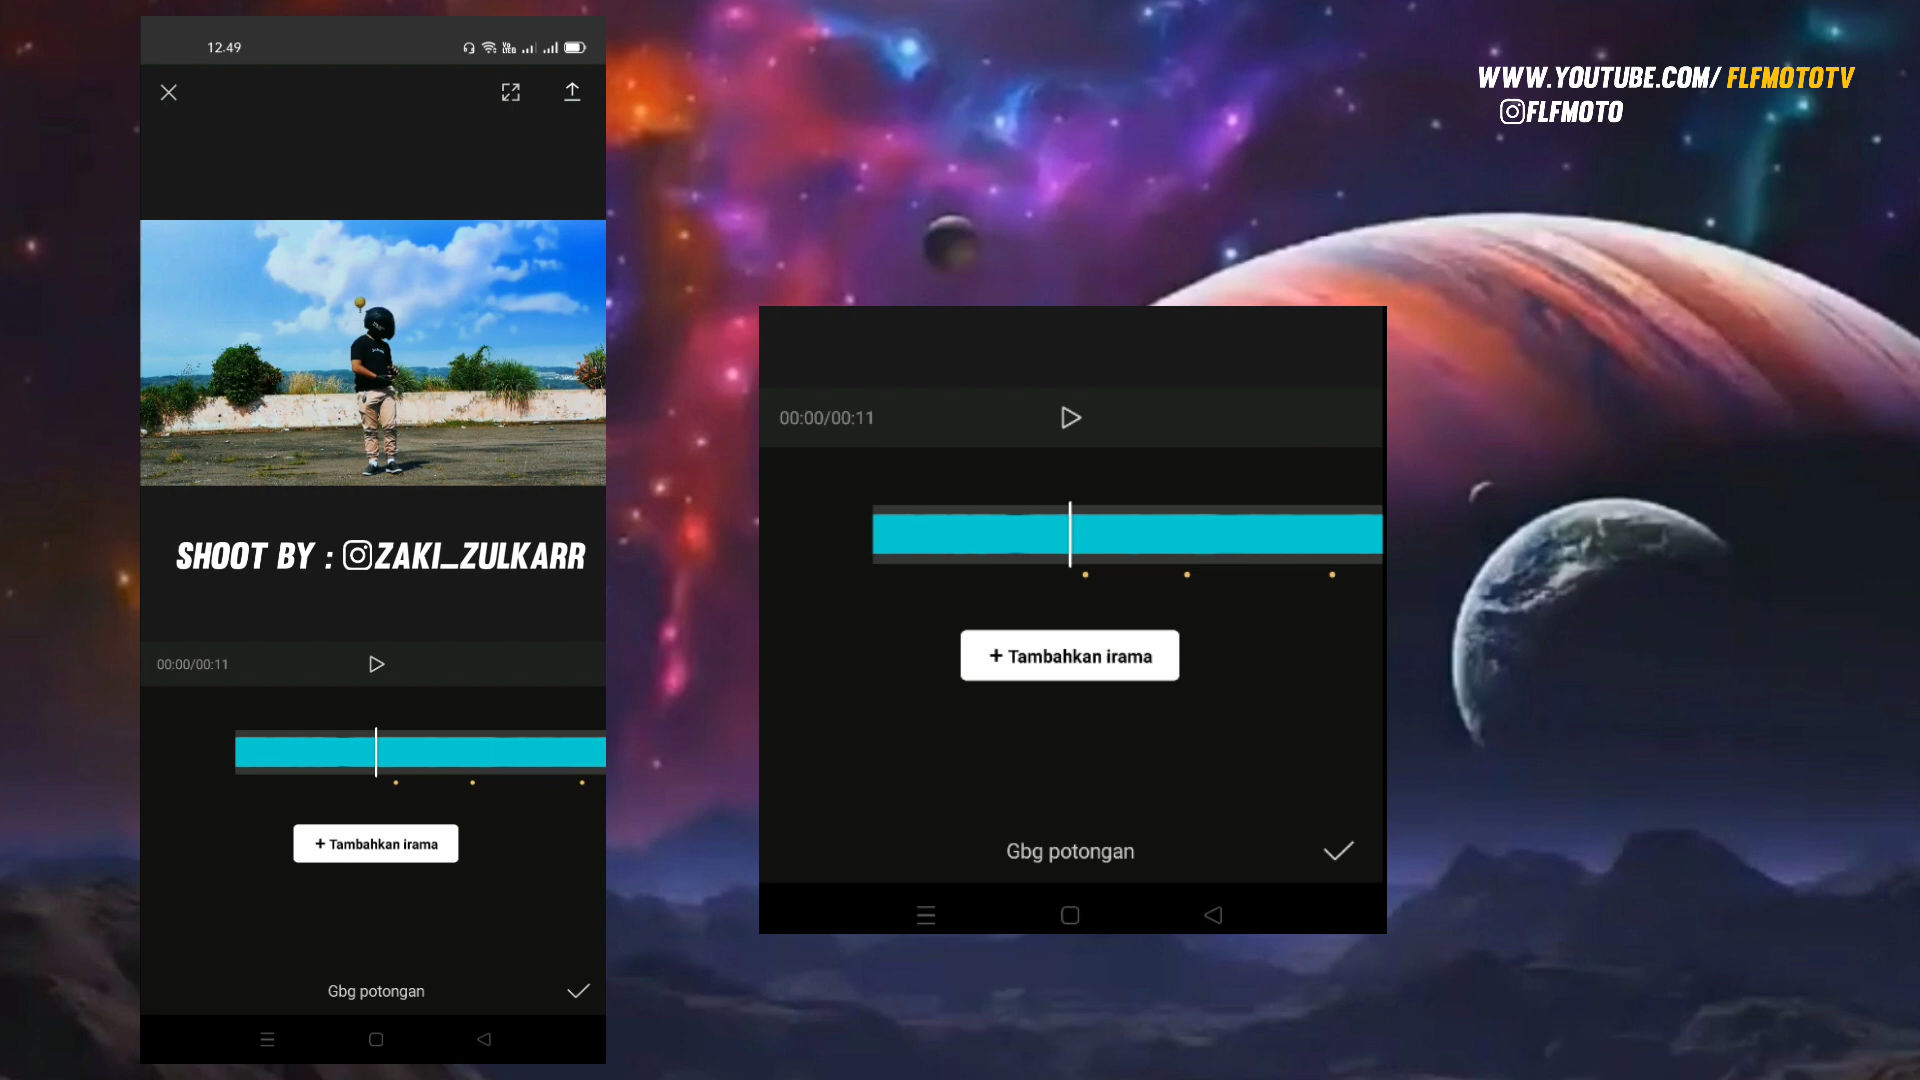 12.49
WWW.YOUTUBE.COM/ FLFMOTOTV
FLFMOTO
SHOOT BY : ZAKI_ZULKARR
00:00/00:11
+ Tambahkan irama
Gbg potongan
00:00/00:11
+ Tambahkan irama
Gbg potongan